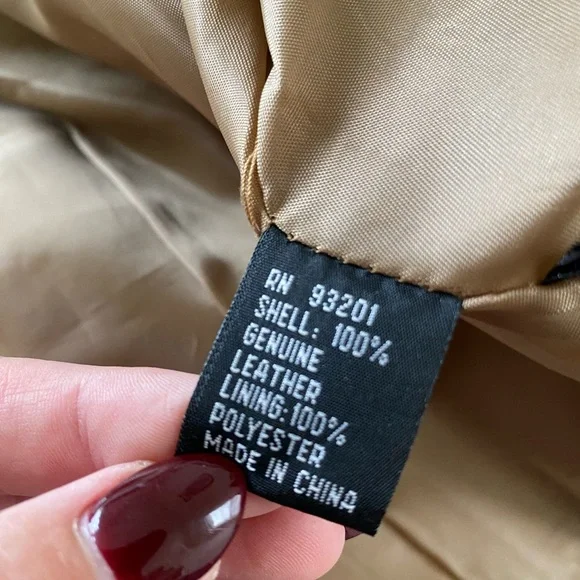 RN 93201
SHELL: 100%
GENUINE
LEATHER
LINING:100%
POLYESTER
MADE IN CHINA